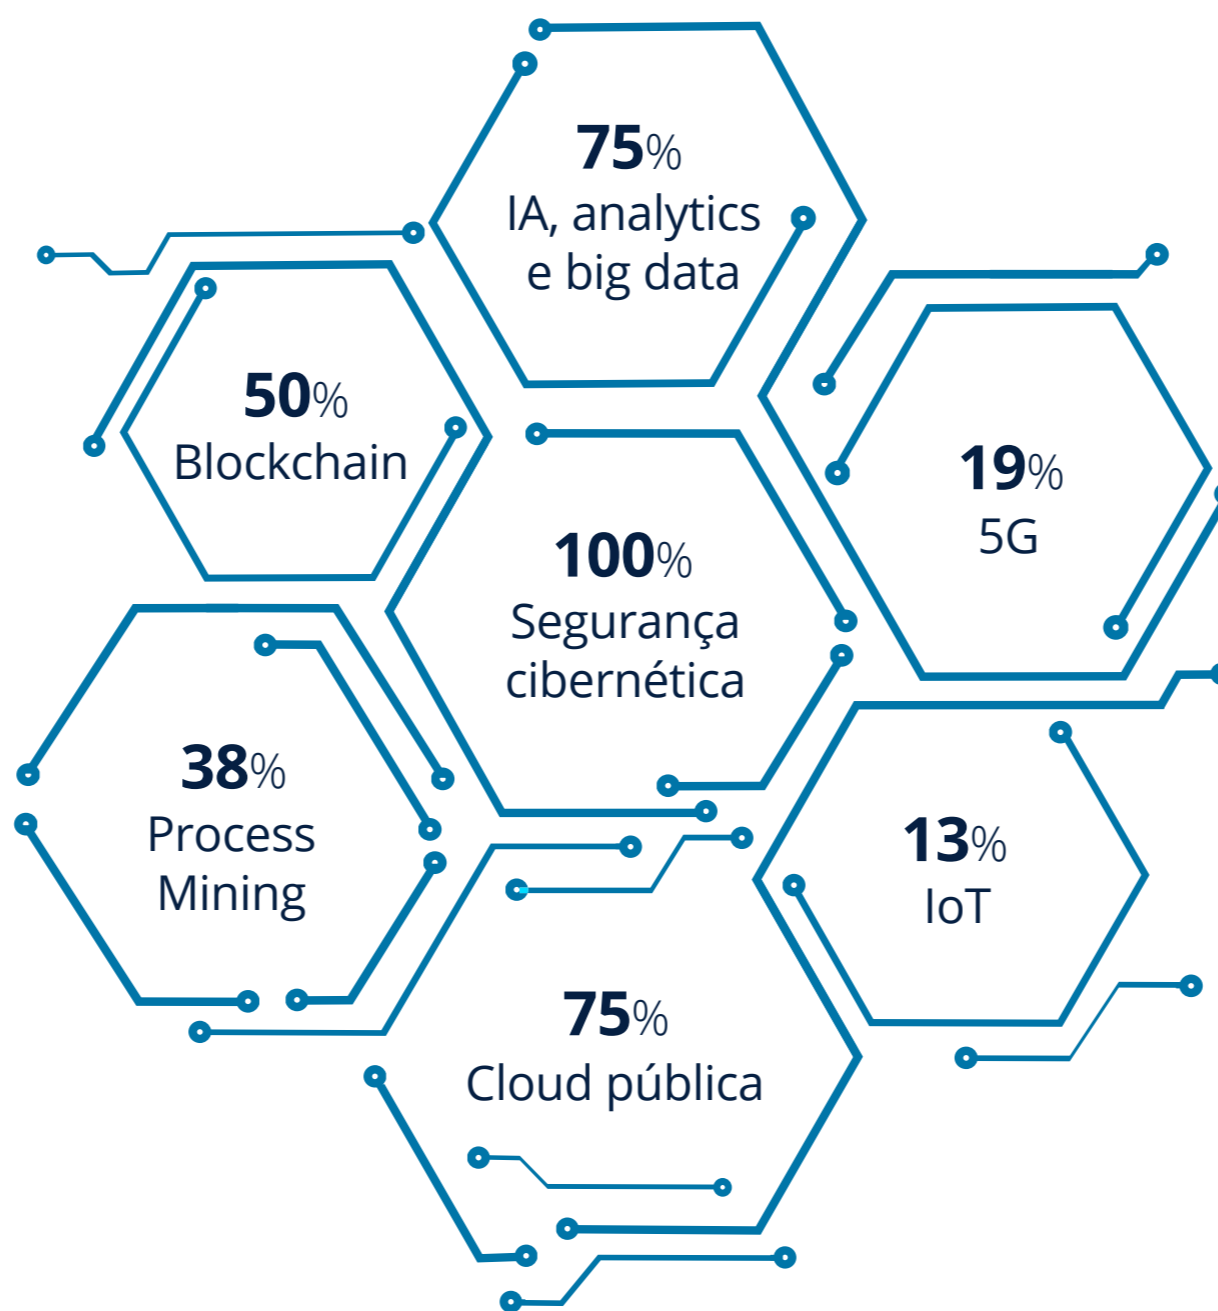 75%
IA, analytics
e big data
50%
Blockchain
19%
5G
100%
Segurança
cibernética
38%
Process
Mining
13%
IoT
75%
Cloud pública